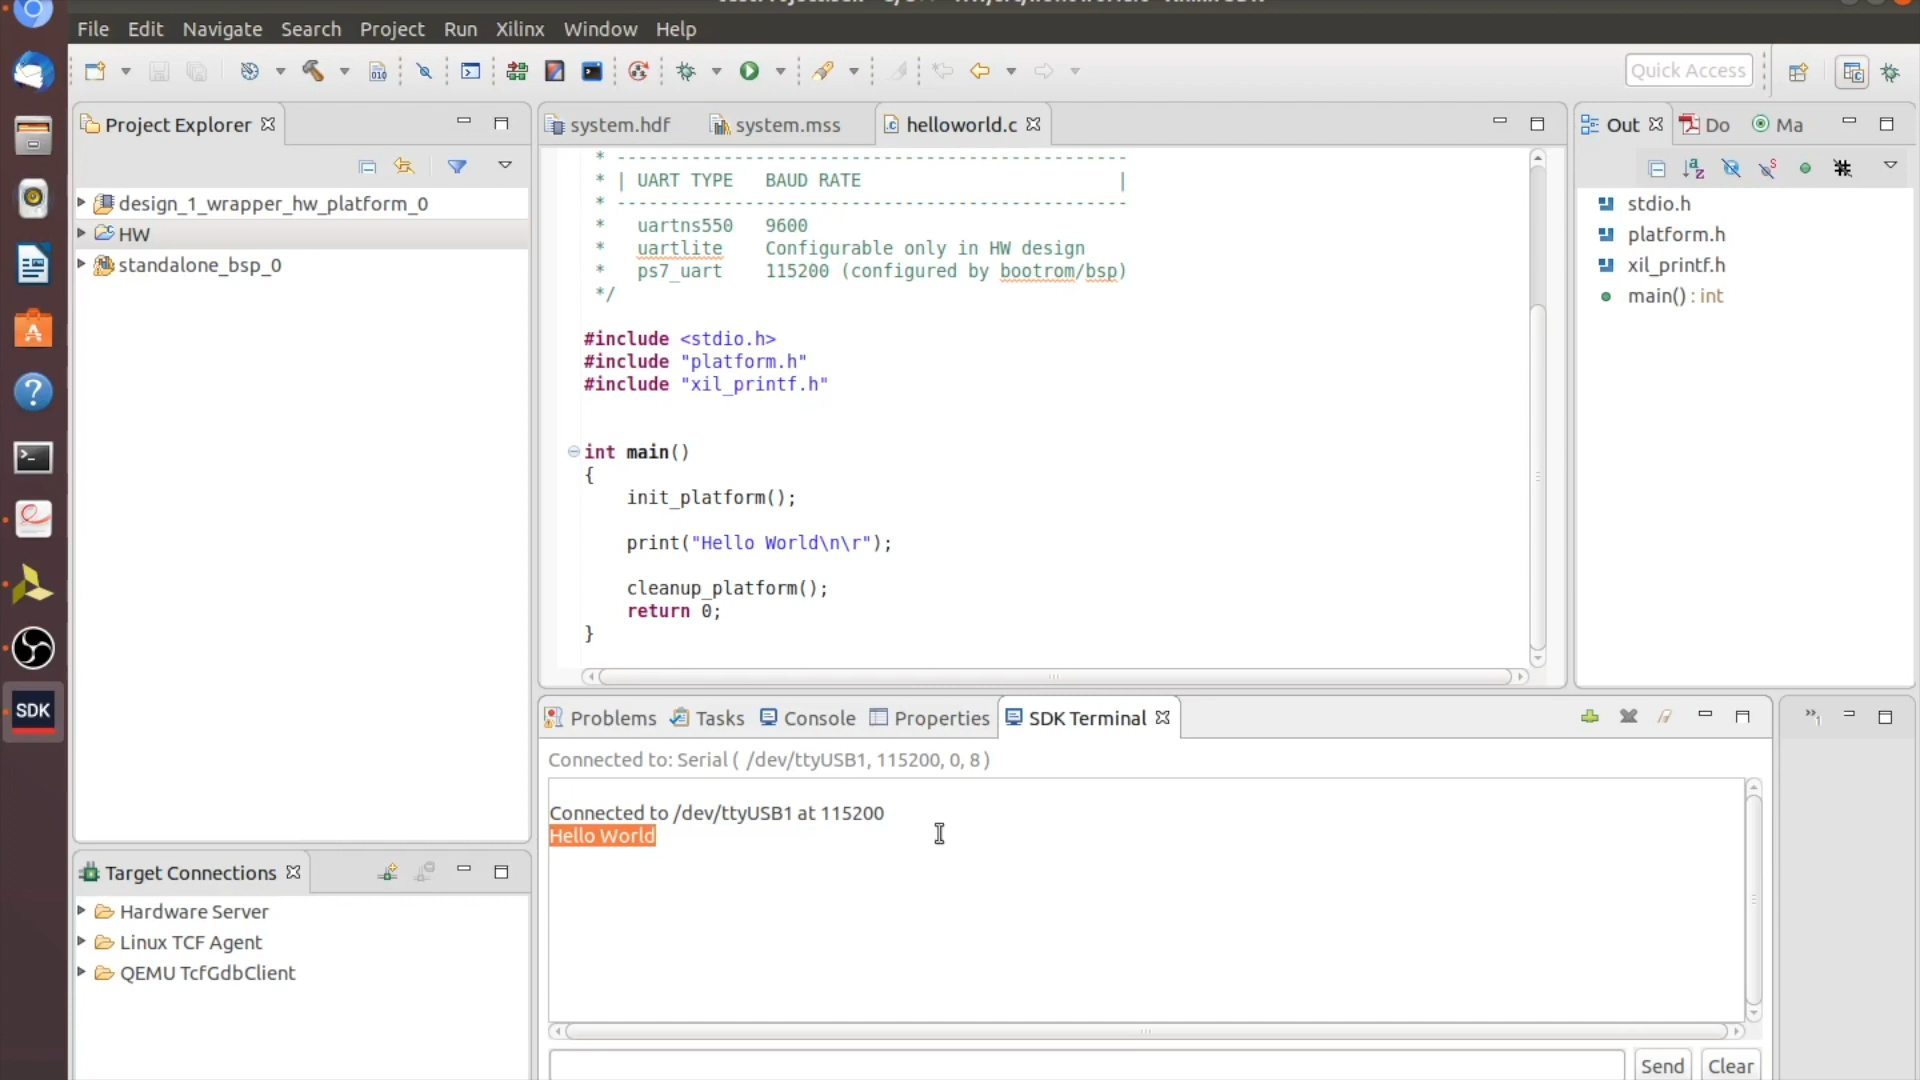 File Edit Navigate Search Project Run Xilinx Window Help
Quick Access
Project Explorer
design_1_wrapper_hw_platform_0
HW
standalone_bsp_0
system.hdf
system.mss
helloworld.c
* ------------------------------------------------
* | UART TYPE   BAUD RATE                        |
* ------------------------------------------------
*   uartns550   9600
*   uartlite    Configurable only in HW design
*   ps7_uart    115200 (configured by bootrom/bsp)
*/
#include <stdio.h>
#include "platform.h"
#include "xil_printf.h"
int main()
{
init_platform();
print("Hello World\n\r");
cleanup_platform();
return 0;
}
Out
Do
Ma
stdio.h
platform.h
xil_printf.h
main() : int
Problems Tasks Console Properties SDK Terminal
Connected to: Serial ( /dev/ttyUSB1, 115200, 0, 8 )
Connected to /dev/ttyUSB1 at 115200
Hello World
Send Clear
Target Connections
Hardware Server
Linux TCF Agent
QEMU TcfGdbClient
SDK